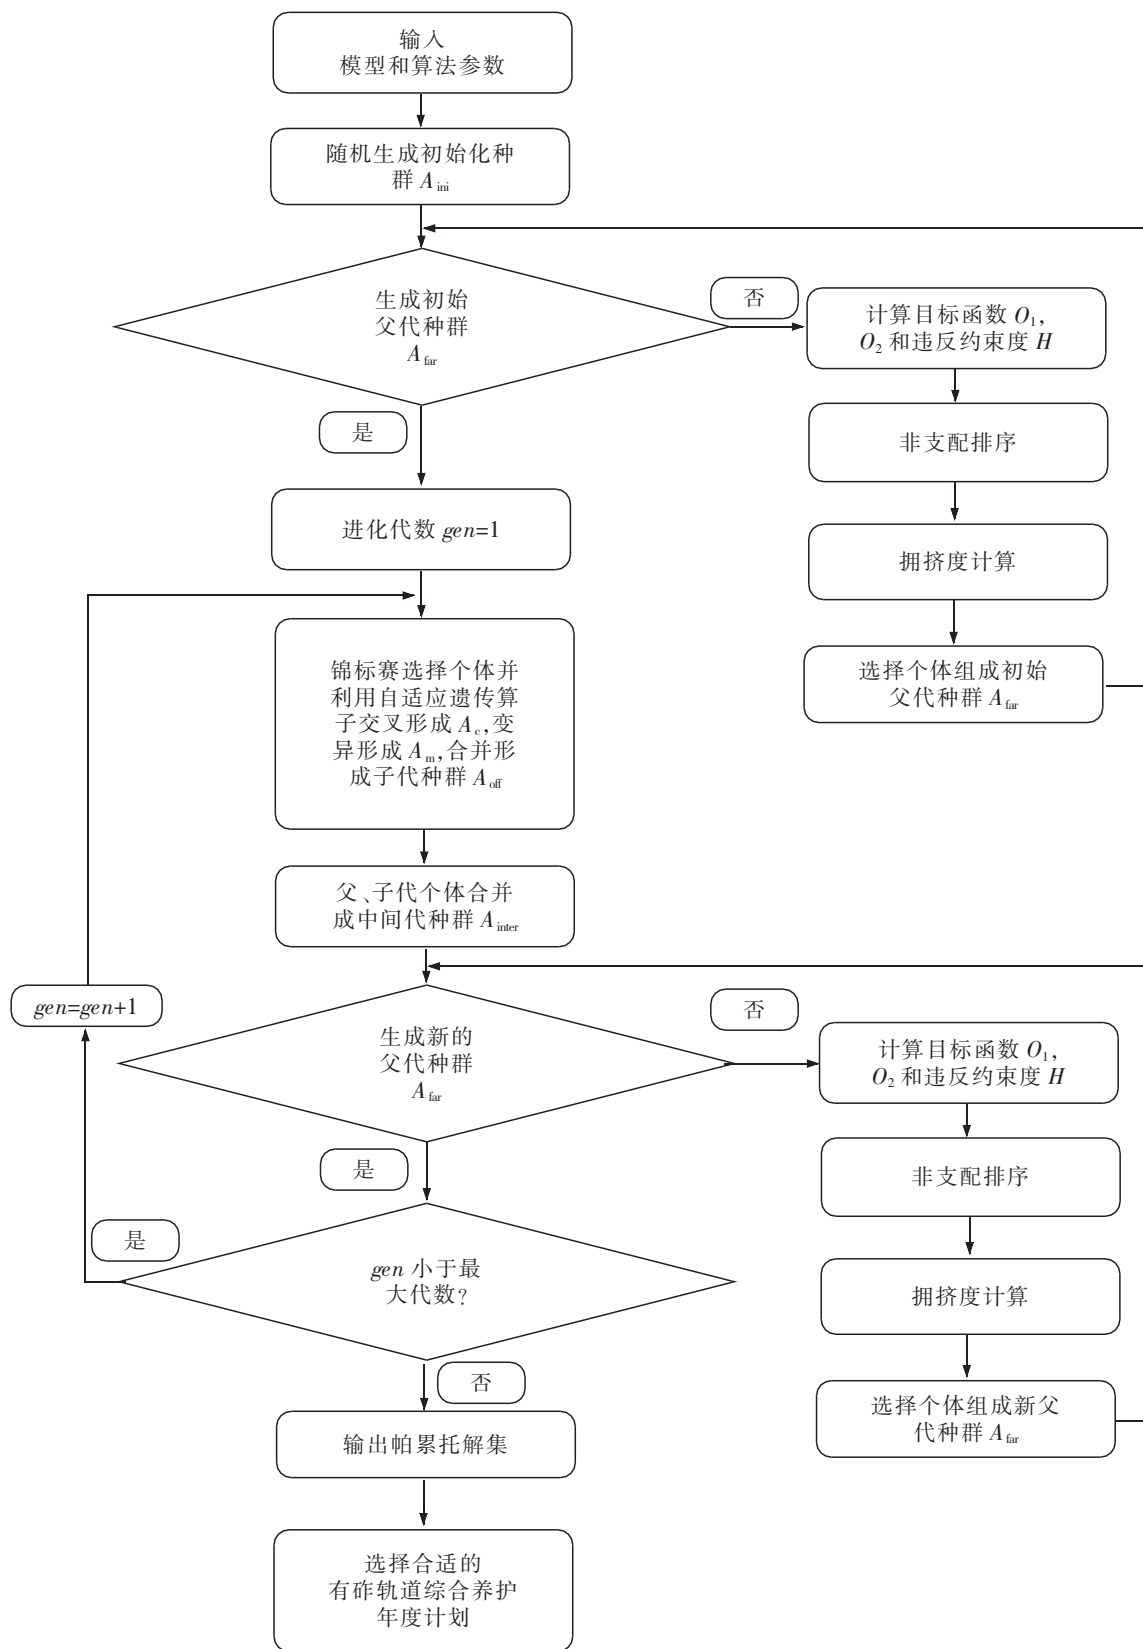 输入
模型和算法参数
随机生成初始化种
群 A_ini
生成初始
父代种群
A_far
否
计算目标函数 O_1,
O_2 和违反约束度 H
非支配排序
拥挤度计算
选择个体组成初始
父代种群 A_far
是
进化代数 gen=1
锦标赛选择个体并
利用自适应遗传算
子交叉形成 A_c,变
异形成 A_m,合并形
成子代种群 A_off
父、子代个体合并
成中间代种群 A_inter
gen=gen+1
生成新的
父代种群
A_far
否
计算目标函数 O_1,
O_2 和违反约束度 H
非支配排序
拥挤度计算
选择个体组成新父
代种群 A_far
是
gen 小于最
大代数?
是
否
输出帕累托解集
选择合适的
有砟轨道综合养护
年度计划